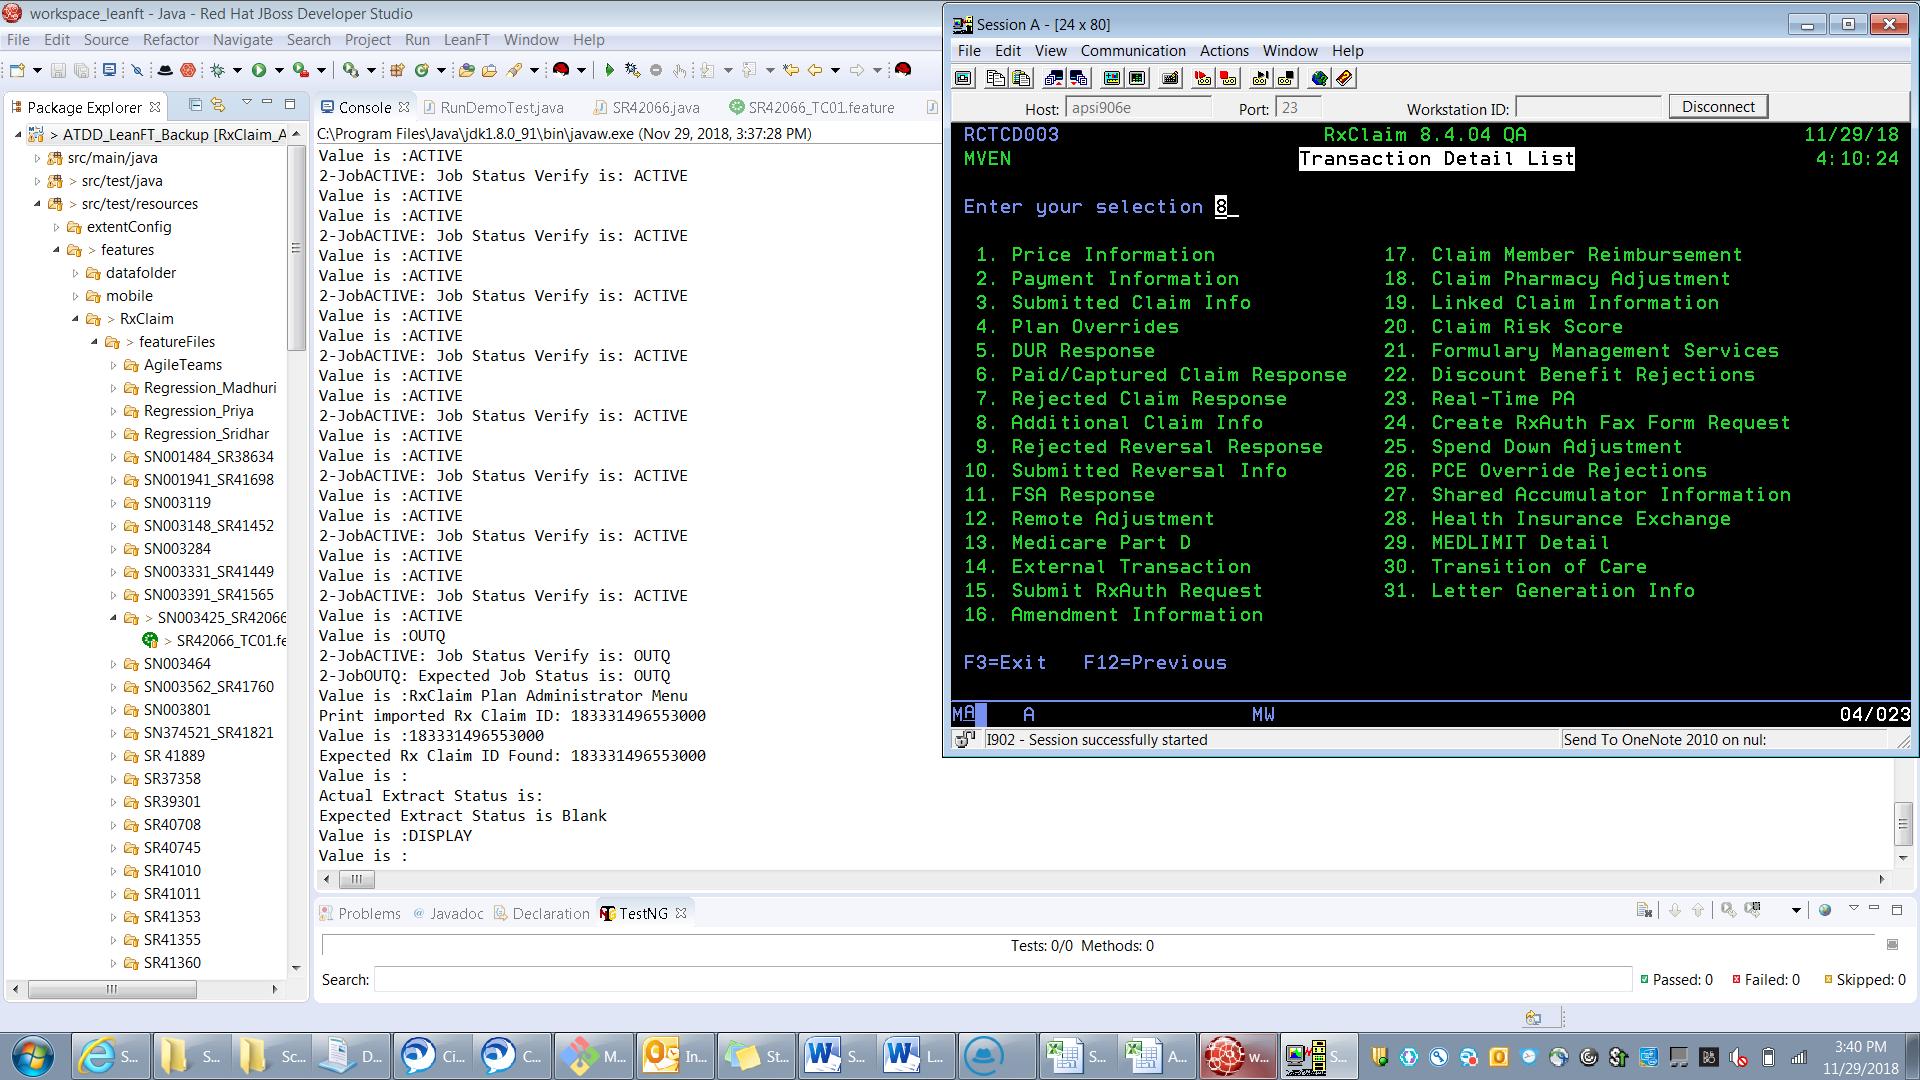 workspace_leanft - Java - Red Hat JBoss Developer Studio
File Edit Source Refactor Navigate Search Project Run LeanFT Window Help
Package Explorer
ATDD_LeanFT_Backup [RxClaim_A
src/main/java
> src/test/java
> src/test/resources
extentConfig
> features
datafolder
mobile
> RxClaim
> featureFiles
AgileTeams
Regression_Madhuri
Regression_Priya
Regression_Sridhar
SN001484_SR38634
SN001941_SR41698
SN003119
SN003148_SR41452
SN003284
SN003331_SR41449
SN003391_SR41565
> SN003425_SR42066
> SR42066_TC01.fe
SN003464
SN003562_SR41760
SN003801
SN374521_SR41821
SR 41889
SR37358
SR39301
SR40708
SR40745
SR41010
SR41011
SR41353
SR41355
SR41360
Console RunDemoTest.java SR42066.java SR42066_TC01.feature
C:\Program Files\Java\jdk1.8.0_91\bin\javaw.exe (Nov 29, 2018, 3:37:28 PM)
Value is :ACTIVE
2-JobACTIVE: Job Status Verify is: ACTIVE
Value is :ACTIVE
Value is :ACTIVE
2-JobACTIVE: Job Status Verify is: ACTIVE
Value is :ACTIVE
Value is :ACTIVE
2-JobACTIVE: Job Status Verify is: ACTIVE
Value is :ACTIVE
Value is :ACTIVE
2-JobACTIVE: Job Status Verify is: ACTIVE
Value is :ACTIVE
Value is :ACTIVE
2-JobACTIVE: Job Status Verify is: ACTIVE
Value is :ACTIVE
Value is :ACTIVE
2-JobACTIVE: Job Status Verify is: ACTIVE
Value is :ACTIVE
Value is :ACTIVE
2-JobACTIVE: Job Status Verify is: ACTIVE
Value is :ACTIVE
Value is :ACTIVE
2-JobACTIVE: Job Status Verify is: ACTIVE
Value is :ACTIVE
Value is :OUTQ
2-JobACTIVE: Job Status Verify is: OUTQ
2-JobOUTQ: Expected Job Status is: OUTQ
Value is :RxClaim Plan Administrator Menu
Print imported Rx Claim ID: 183331496553000
Value is :183331496553000
Expected Rx Claim ID Found: 183331496553000
Value is :
Actual Extract Status is:
Expected Extract Status is Blank
Value is :DISPLAY
Value is :
Problems @ Javadoc Declaration TestNG
Tests: 0/0 Methods: 0
Search: Passed: 0 Failed: 0 Skipped: 0
Session A - [24 x 80]
File Edit View Communication Actions Window Help
Host: apsi906e Port: 23 Workstation ID: Disconnect
RCTCD003 RxClaim 8.4.04 QA 11/29/18
MVEN Transaction Detail List 4:10:24
Enter your selection 8_
1. Price Information 17. Claim Member Reimbursement
2. Payment Information 18. Claim Pharmacy Adjustment
3. Submitted Claim Info 19. Linked Claim Information
4. Plan Overrides 20. Claim Risk Score
5. DUR Response 21. Formulary Management Services
6. Paid/Captured Claim Response 22. Discount Benefit Rejections
7. Rejected Claim Response 23. Real-Time PA
8. Additional Claim Info 24. Create RxAuth Fax Form Request
9. Rejected Reversal Response 25. Spend Down Adjustment
10. Submitted Reversal Info 26. PCE Override Rejections
11. FSA Response 27. Shared Accumulator Information
12. Remote Adjustment 28. Health Insurance Exchange
13. Medicare Part D 29. MEDLIMIT Detail
14. External Transaction 30. Transition of Care
15. Submit RxAuth Request 31. Letter Generation Info
16. Amendment Information
F3=Exit F12=Previous
MA A MW 04/023
I902 - Session successfully started Send To OneNote 2010 on nul:
S... S... Sc... D... Ci... C... M... In... St... S... L... S... A... w... S...
3:40 PM
11/29/2018